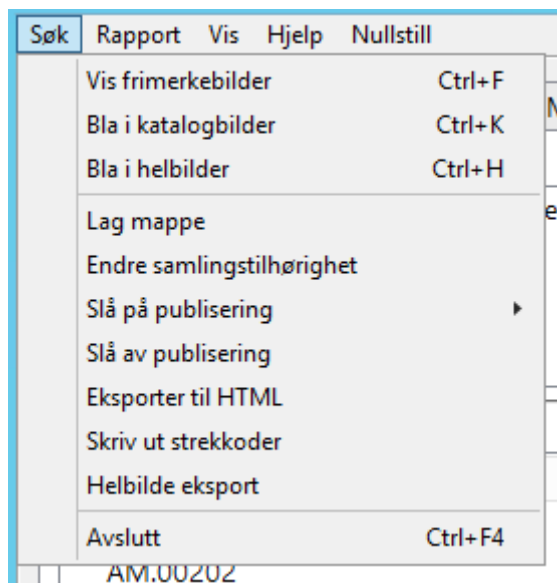 Søk Rapport Vis Hjelp Nullstill
Vis frimerkebilder Ctrl+F
Bla i katalogbilder Ctrl+K
Bla i helbilder Ctrl+H
Lag mappe
Endre samlingstilhørighet
Slå på publisering
Slå av publisering
Eksporter til HTML
Skriv ut strekkoder
Helbilde eksport
Avslutt Ctrl+F4
AM.00202